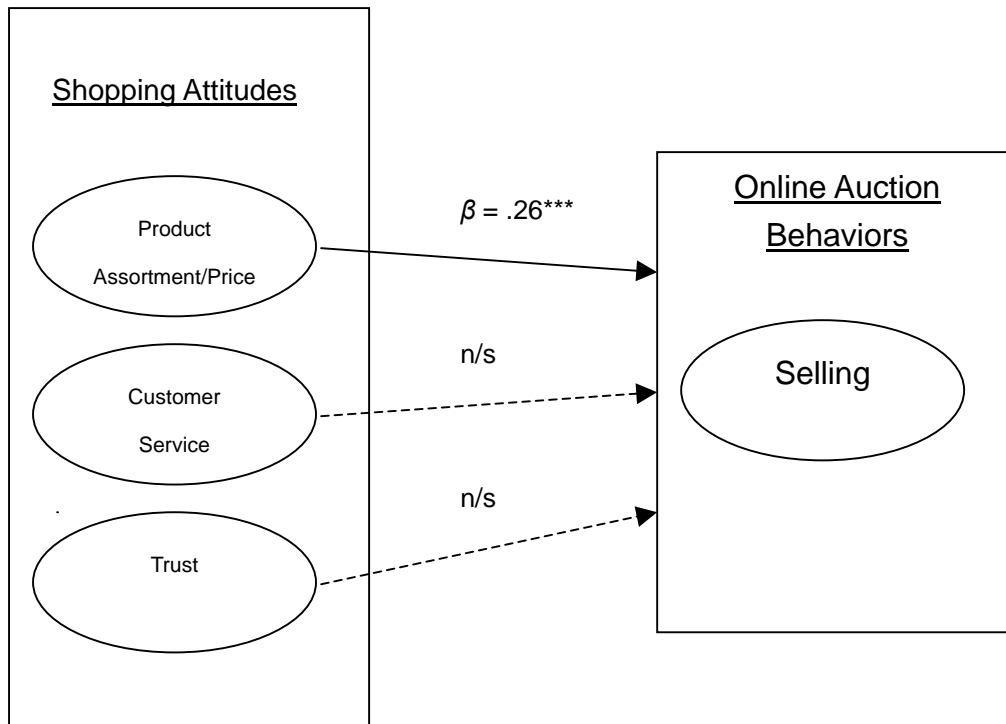 Shopping Attitudes
Product
Assortment/Price
Customer
Service
.
Trust
β = .26***
n/s
n/s
Online Auction
Behaviors
Selling